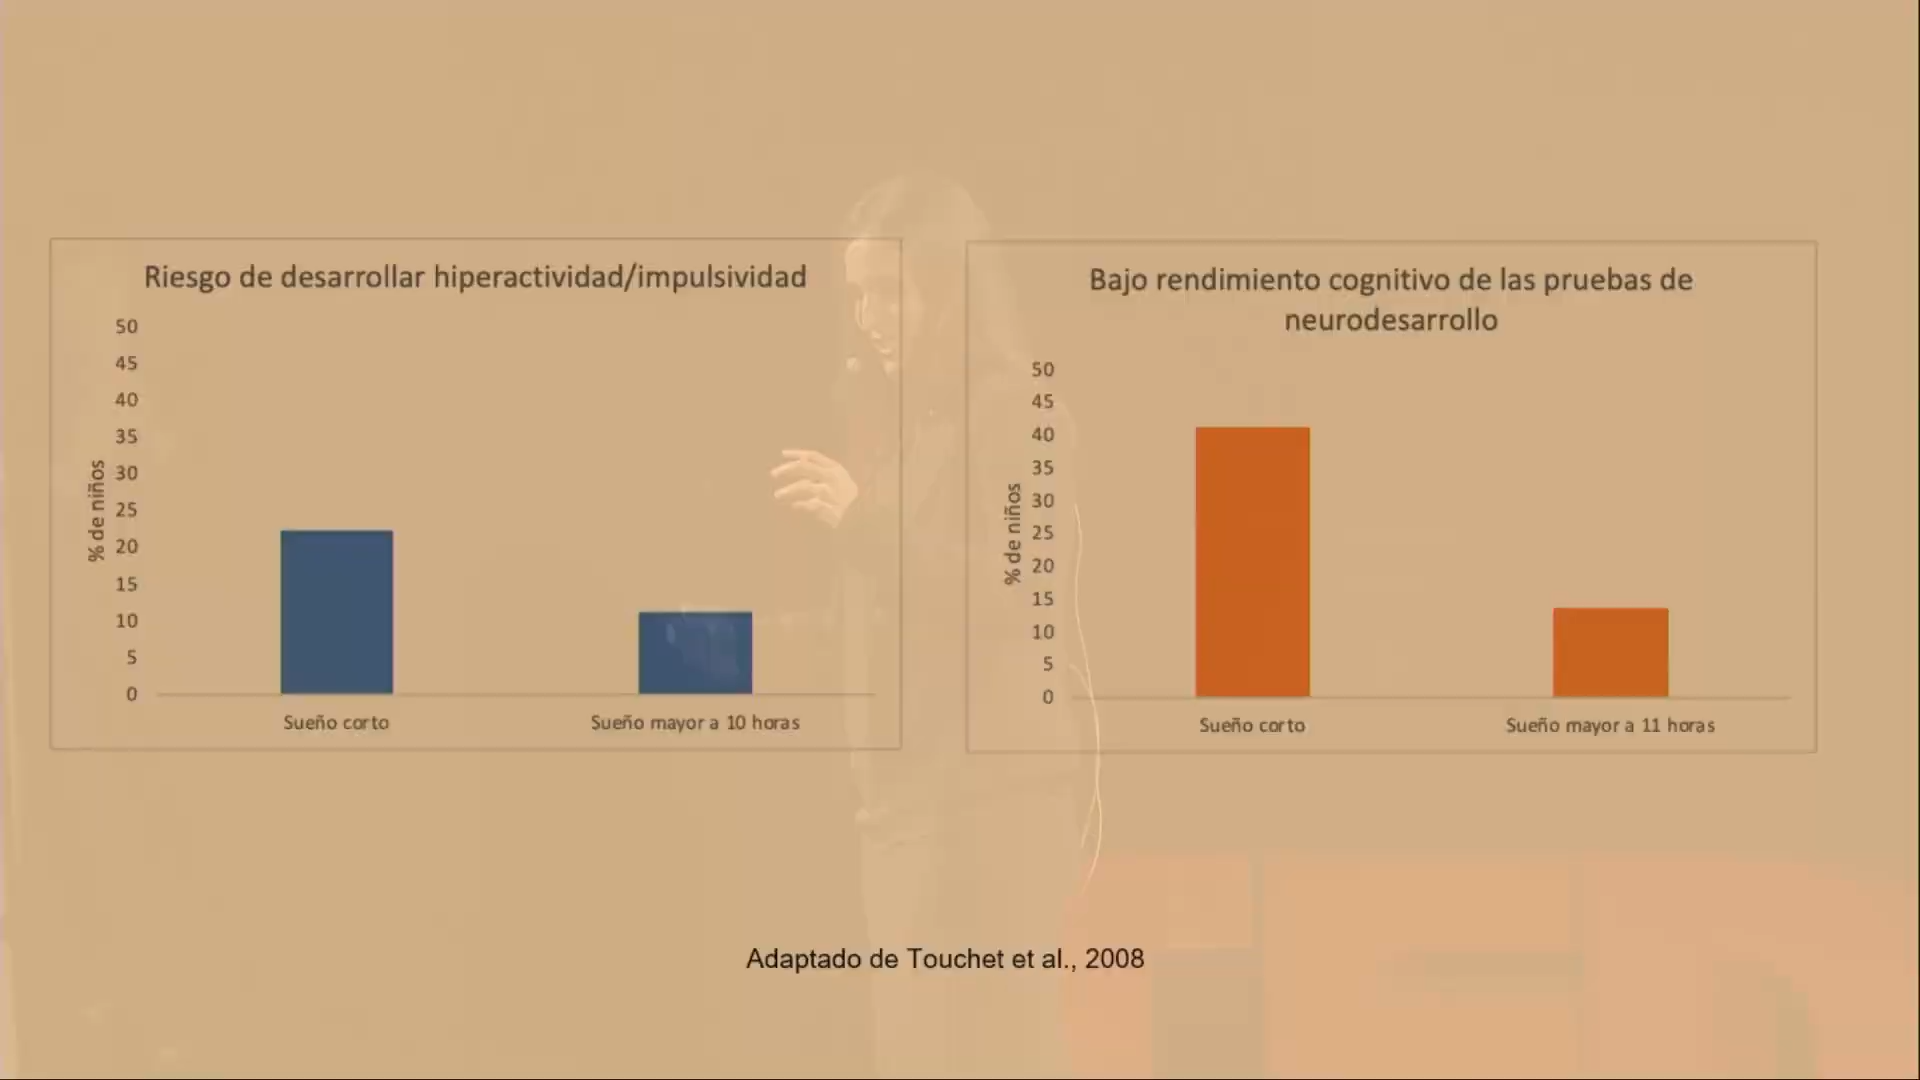 Riesgo de desarrollar hiperactividad/impulsividad
50
45
40
35
30
25
20
15
10
5
0
% de niños
Sueño corto
Sueño mayor a 10 horas
Bajo rendimiento cognitivo de las pruebas de
neurodesarrollo
50
45
40
35
30
25
20
15
10
5
0
% de niños
Sueño corto
Sueño mayor a 11 horas
Adaptado de Touchet et al., 2008